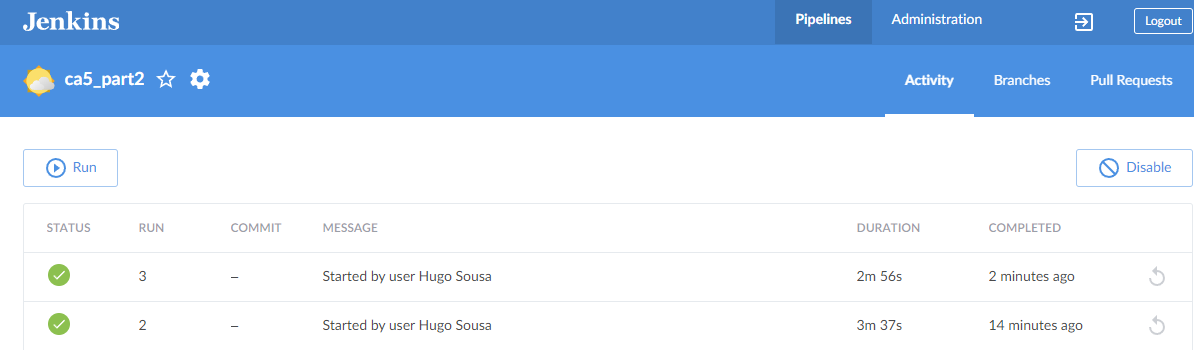 Jenkins Pipelines Administration Logout
ca5_part2 Activity Branches Pull Requests
Run Disable
STATUS RUN COMMIT MESSAGE DURATION COMPLETED
3 – Started by user Hugo Sousa 2m 56s 2 minutes ago
2 – Started by user Hugo Sousa 3m 37s 14 minutes ago